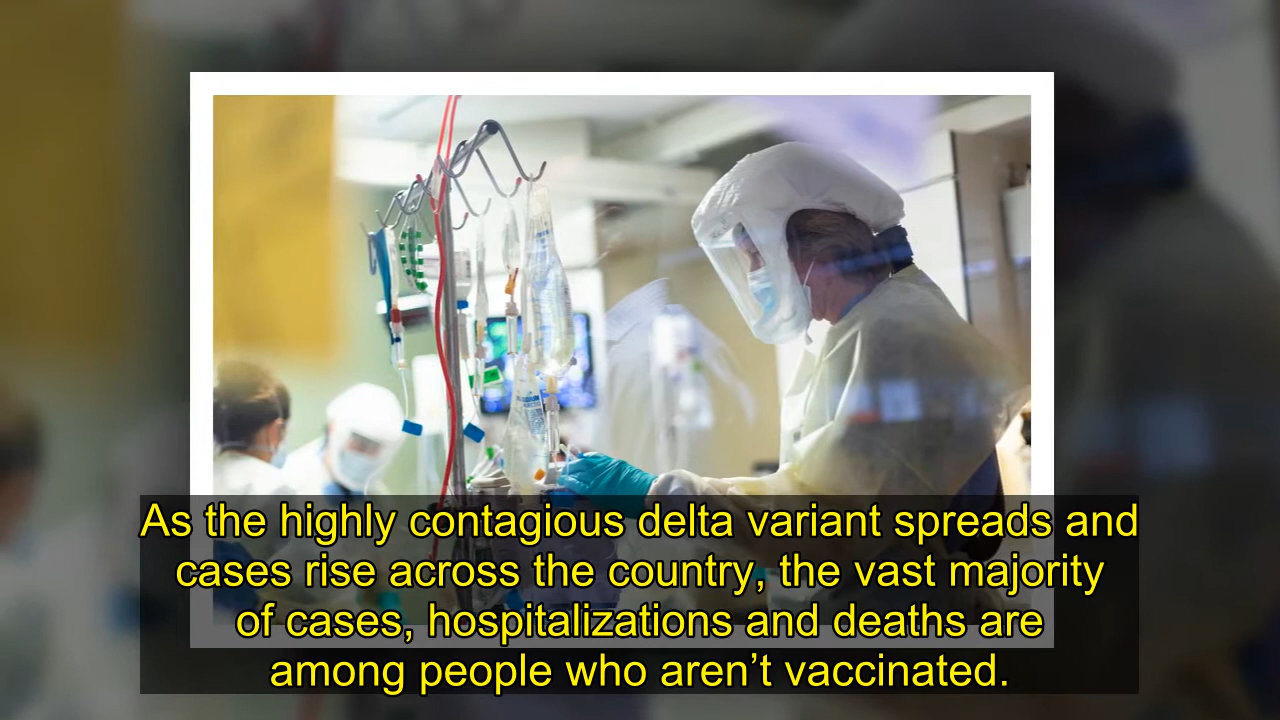 As the highly contagious delta variant spreads and
cases rise across the country, the vast majority
of cases, hospitalizations and deaths are
among people who aren’t vaccinated.